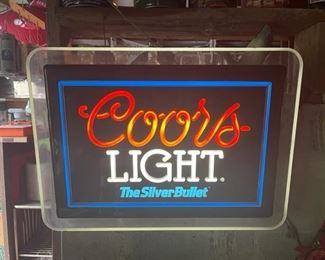 Coors
LIGHT.
The Silver Bullet